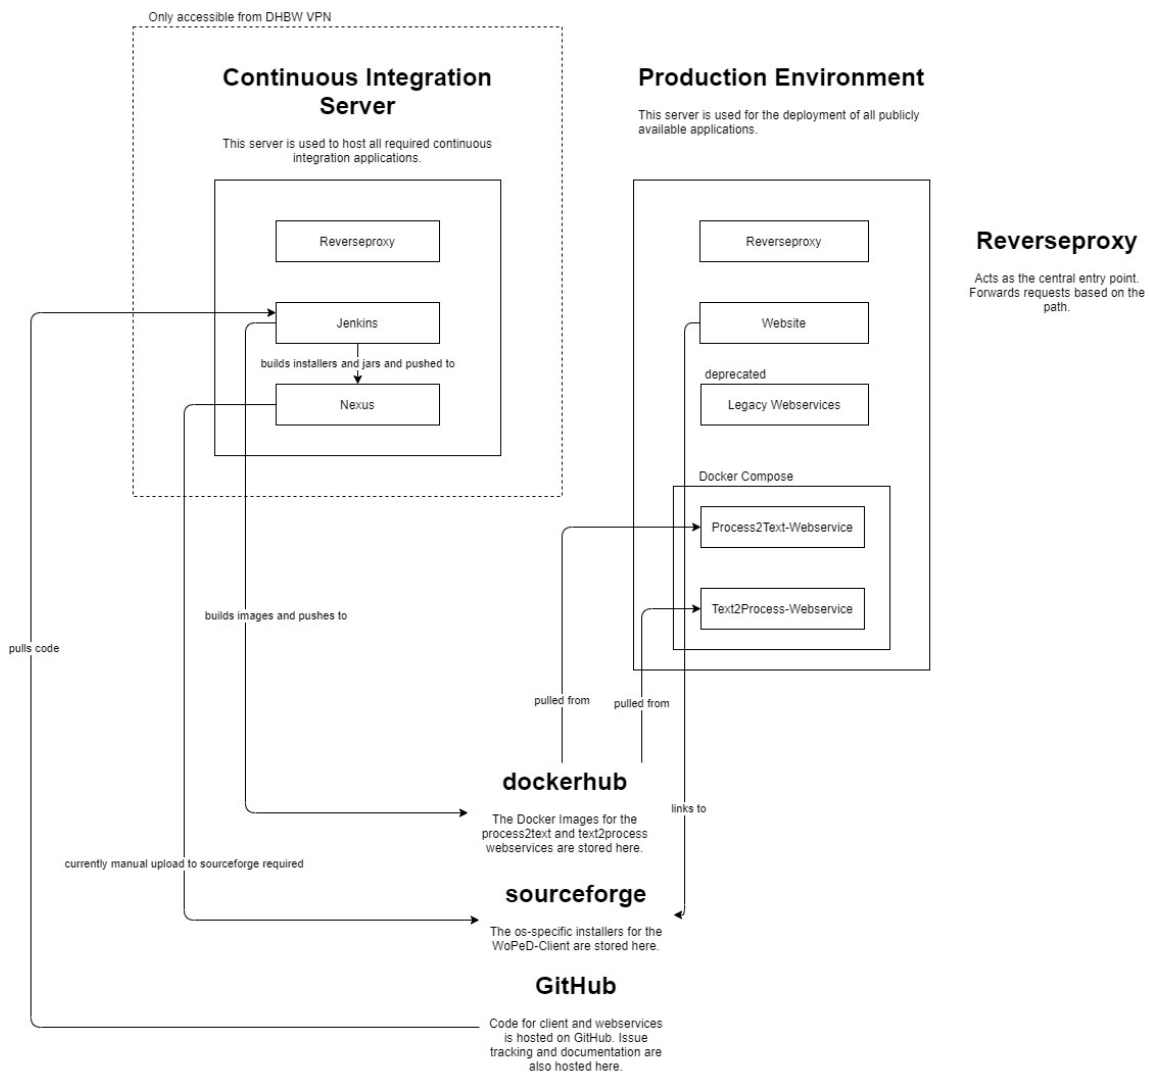 Only accessible from DHBW VPN
Continuous Integration
Server
This server is used to host all required continuous
integration applications.
Reverseproxy
Jenkins
builds installers and jars and pushed to
Nexus
Production Environment
This server is used for the deployment of all publicly
available applications.
Reverseproxy
Website
deprecated
Legacy Webservices
Docker Compose
Process2Text-Webservice
Text2Process-Webservice
Reverseproxy
Acts as the central entry point.
Forwards requests based on the
path.
builds images and pushes to
pulls code
pulled from
pulled from
dockerhub
The Docker Images for the
process2text and text2process
webservices are stored here.
links to
currently manual upload to sourceforge required
sourceforge
The os-specific installers for the
WoPeD-Client are stored here.
GitHub
Code for client and webservices
is hosted on GitHub. Issue
tracking and documentation are
also hosted here.